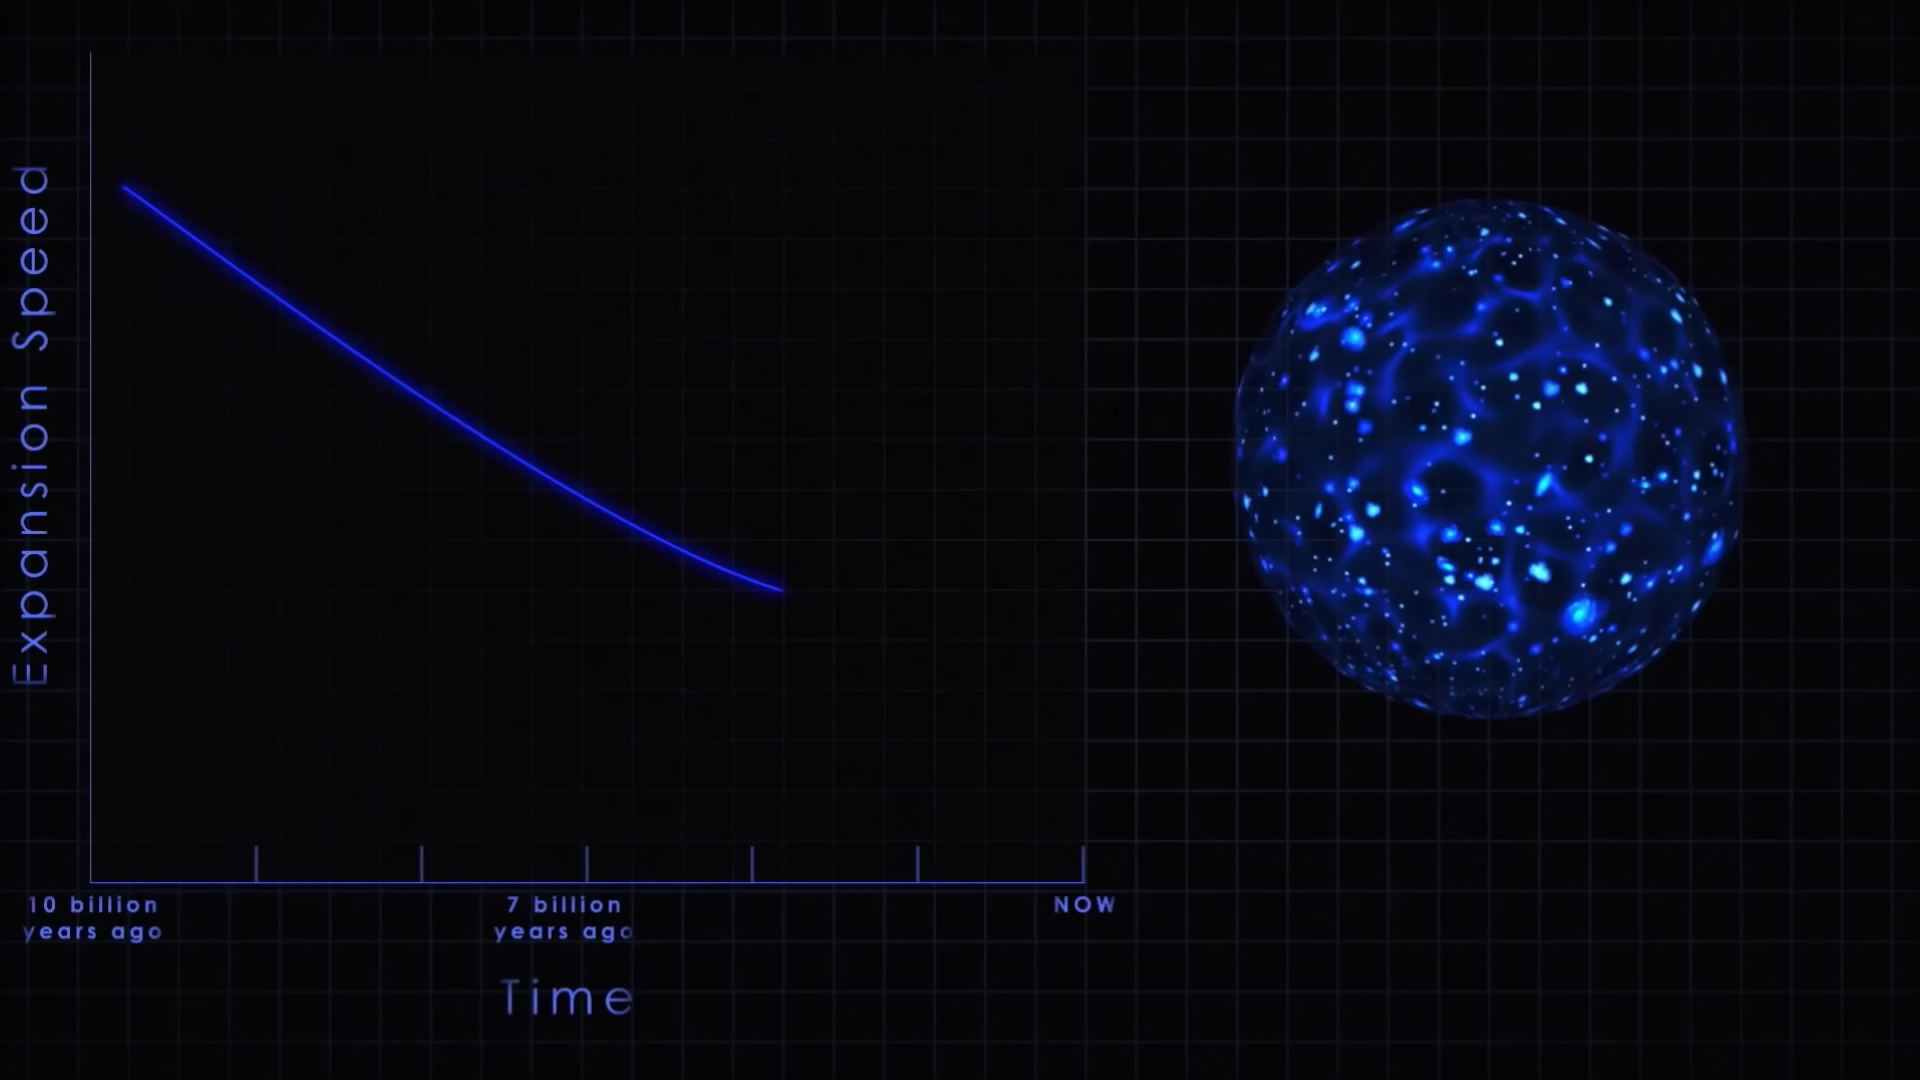 Expansion Speed
10 billion
years ago
7 billion
years ago
NOW
Time